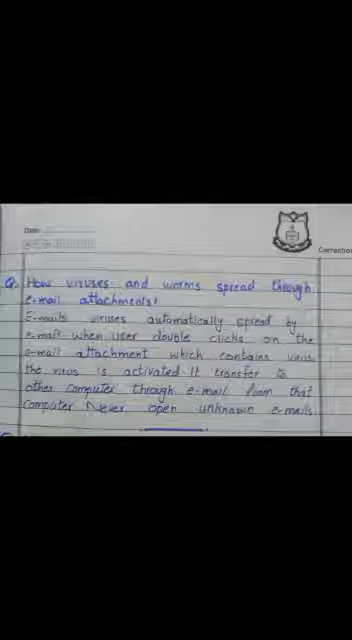 Date:
Correction
Q. How viruses and worms spread through
e-mail attachments?
E-mails viruses automatically spread by
e-mail when user double clicks on the
e-mail attachment which contains virus
the virus is activated. It transfer to
other computer through e-mail from that
computer Never open unknown e-mails